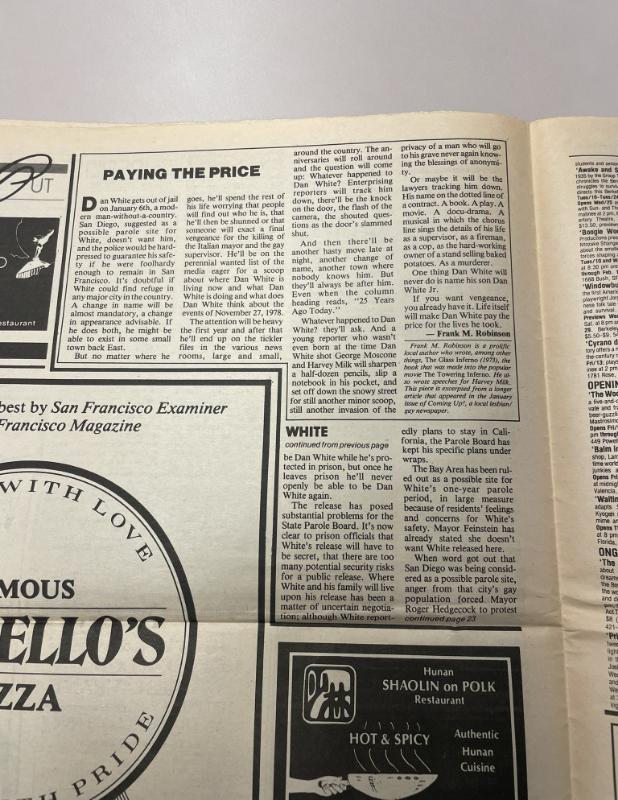 UT
estaurant
PAYING THE PRICE
Dan White gets out of jail
on January 6th, a mod-
ern man-without-a-country.
San Diego, suggested as a
possible parole site for
White, doesn't want him,
and the police would be hard-
pressed to guarantee his safe-
ty if he were foolhardy
enough to remain in San
Francisco. It's doubtful if
White could find refuge in
any major city in the country.
A change in name will be
almost mandatory, a change
in appearance advisable. If
he does both, he might be
able to exist in some small
town back East.
But no matter where he
goes, he'll spend the rest of
his life worrying that people
will find out who he is, that
he'll then be shunned or that
someone will exact a final
vengeance for the killing of
the Italian mayor and the gay
supervisor. He'll be on the
perennial wanted list of the
media eager for a scoop
about where Dan White is
living now and what Dan
White is doing and what does
Dan White think about the
events of November 27, 1978.
The attention will be heavy
the first year and after that
he'll end up on the tickler
files in the various news
rooms, large and small,
around the country. The an-
niversaries will roll around
and the question will come
up: Whatever happened to
Dan White? Enterprising
reporters will track him
down, there'll be the knock
on the door, the flash of the
camera, the shouted ques-
tions as the door's slammed
shut.
And then there'll be
another hasty move late at
night, another change of
name, another town where
nobody knows him. But
they'll always be after him.
Even when the column
heading reads, "25 Years
Ago Today."
Whatever happened to Dan
White? they'll ask. And a
young reporter who wasn't
even born at the time Dan
White shot George Moscone
and Harvey Milk will sharpen
a half-dozen pencils, slip a
notebook in his pocket, and
set off down the snowy street
for still another minor scoop,
still another invasion of the
privacy of a man who will go
to his grave never again know-
ing the blessings of anonymi-
ty.
Or maybe it will be the
lawyers tracking him down.
His name on the dotted line of
a contract. A book. A play. A
movie. A docu-drama. A
musical in which the chorus
line sings the details of his life
as a supervisor, as a fireman,
as a cop, as the hard-working
owner of a stand selling baked
potatoes. As a murderer.
One thing Dan White will
never do is name his son Dan
White Jr.
If you want vengeance,
you already have it. Life itself
will make Dan White pay the
price for the lives he took.
— Frank M. Robinson
Frank M. Robinson is a prolific
local author who wrote, among other
things, The Glass Inferno (1973), the
book that was made into the popular
movie The Towering Inferno. He al-
so wrote speeches for Harvey Milk.
This piece is excerpted from a longer
article that appeared in the January
issue of Coming Up!, a local lesbian/
gay newspaper.
WHITE
continued from previous page
be Dan White while he's pro-
tected in prison, but once he
leaves prison he'll never
openly be able to be Dan
White again.
The release has posed
substantial problems for the
State Parole Board. It's now
clear to prison officials that
White's release will have to
be secret, that there are too
many potential security risks
for a public release. Where
White and his family will live
upon his release has been a
matter of uncertain negotia-
tion; although White report-
edly plans to stay in Cali-
fornia, the Parole Board has
kept his specific plans under
wraps.
The Bay Area has been rul-
ed out as a possible site for
White's one-year parole
period, in large measure
because of residents' feelings
and concerns for White's
safety. Mayor Feinstein has
already stated she doesn't
want White released here.
When word got out that
San Diego was being consid-
ered as a possible parole site,
anger from that city's gay
population forced Mayor
Roger Hedgecock to protest
continued page 23
best by San Francisco Examiner
Francisco Magazine
WITH LOVE
MOUS
ELLO'S
ZZA
TH PRIDE
Hunan
SHAOLIN on POLK
Restaurant
HOT & SPICY
Authentic
Hunan
Cuisine